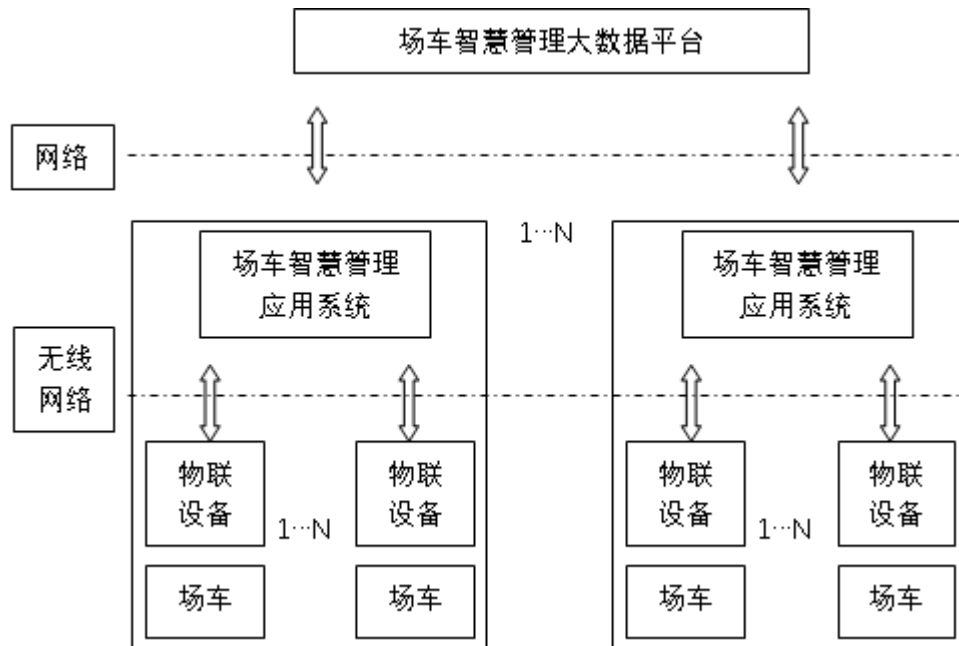 场车智慧管理大数据平台
网络
1…N
场车智慧管理
应用系统
场车智慧管理
应用系统
无线
网络
物联
设备
物联
设备
物联
设备
物联
设备
1…N
1…N
场车
场车
场车
场车